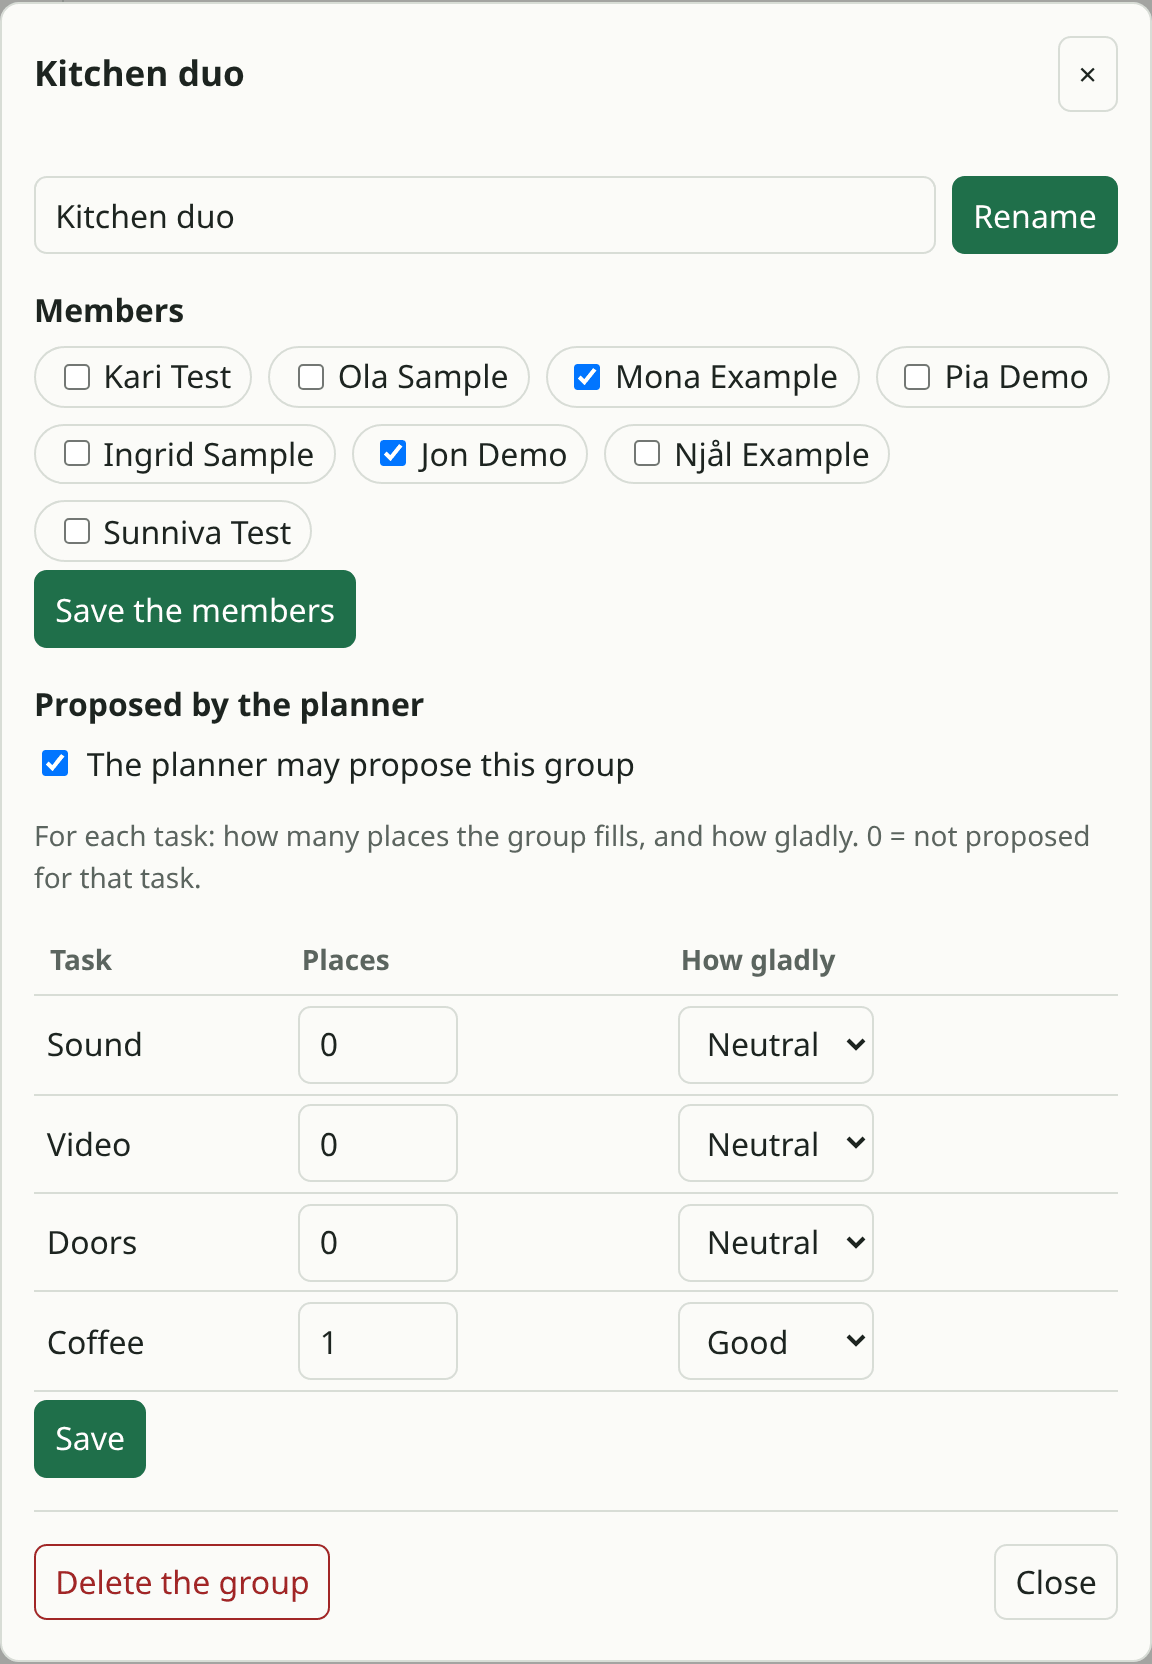 Kitchen duo
×
Kitchen duo
Rename
Members
Kari Test
Ola Sample
Mona Example
Pia Demo
Ingrid Sample
Jon Demo
Njål Example
Sunniva Test
Save the members
Proposed by the planner
The planner may propose this group
For each task: how many places the group fills, and how gladly. 0 = not proposed
for that task.
Task Places How gladly
Sound 0 Neutral
Video 0 Neutral
Doors 0 Neutral
Coffee 1 Good
Save
Delete the group
Close